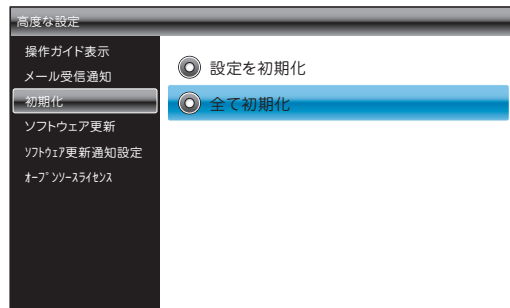 高度な設定
操作ガイド表示
メール受信通知
初期化
ソフトウェア更新
ｿﾌﾄｳｪｱ更新通知設定
ｵｰﾌﾟﾝｿｰｽﾗｲｾﾝｽ
設定を初期化
全て初期化